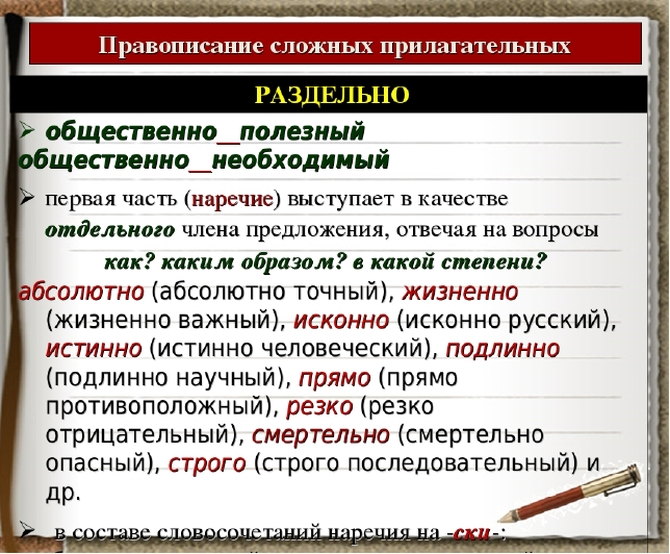 Правописание сложных прилагательных
РАЗДЕЛЬНО
общественно__полезный
общественно__необходимый
первая часть (наречие) выступает в качестве
отдельного члена предложения, отвечая на вопросы
как? каким образом? в какой степени?
абсолютно (абсолютно точный), жизненно
(жизненно важный), исконно (исконно русский),
истинно (истинно человеческий), подлинно
(подлинно научный), прямо (прямо
противоположный), резко (резко
отрицательный), смертельно (смертельно
опасный), строго (строго последовательный) и
др.
в составе словосочетаний наречия на -ски-: